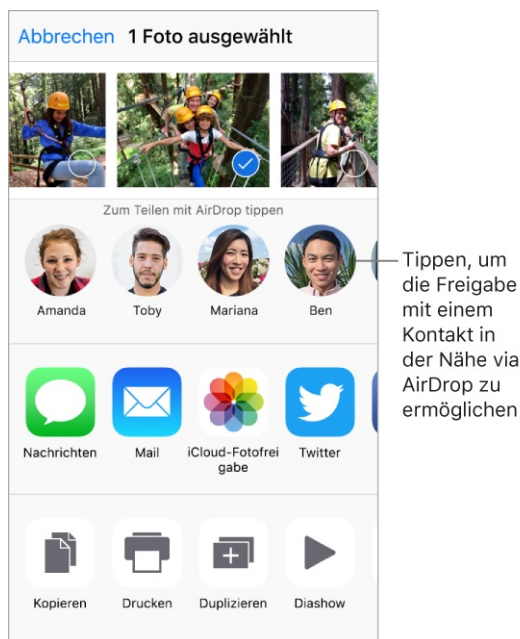 Abbrechen 1 Foto ausgewählt
Zum Teilen mit AirDrop tippen
Amanda
Toby
Mariana
Ben
Tippen, um
die Freigabe
mit einem
Kontakt in
der Nähe via
AirDrop zu
ermöglichen
Nachrichten
Mail
iCloud-Fotofrei
gabe
Twitter
Kopieren
Drucken
Duplizieren
Diashow